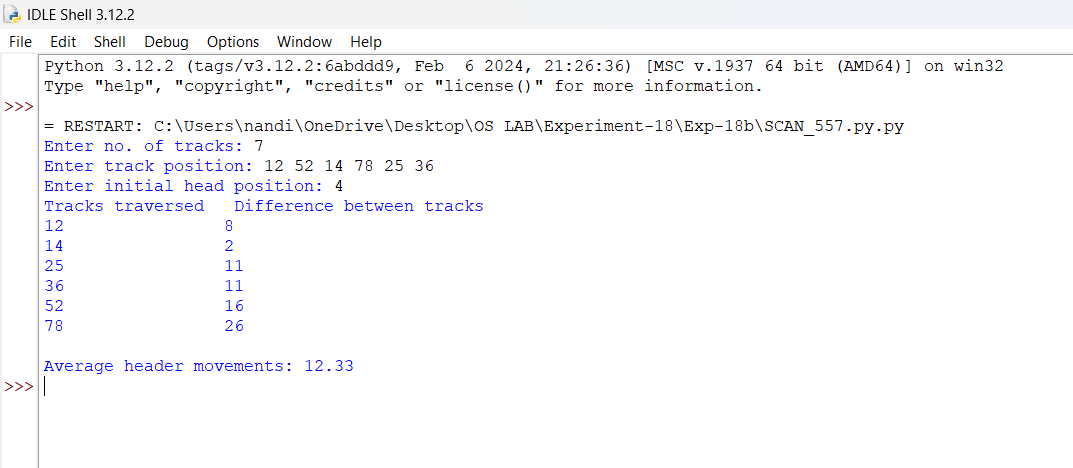 IDLE Shell 3.12.2
File Edit Shell Debug Options Window Help
Python 3.12.2 (tags/v3.12.2:6abddd9, Feb  6 2024, 21:26:36) [MSC v.1937 64 bit (AMD64)] on win32
Type "help", "copyright", "credits" or "license()" for more information.
>>>
= RESTART: C:\Users\nandi\OneDrive\Desktop\OS LAB\Experiment-18\Exp-18b\SCAN_557.py.py
Enter no. of tracks: 7
Enter track position: 12 52 14 78 25 36
Enter initial head position: 4
Tracks traversed   Difference between tracks
12                8
14                2
25                11
36                11
52                16
78                26
Average header movements: 12.33
>>>